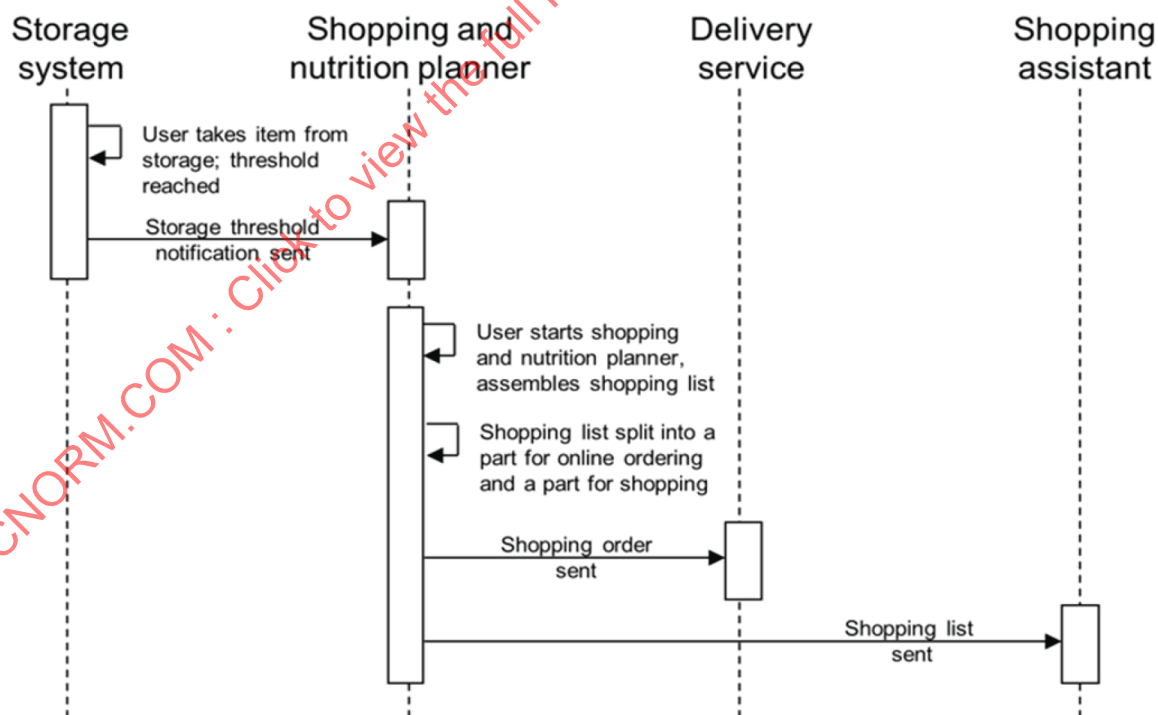 Storage
system
Shopping and
nutrition planner
Delivery
service
Shopping
assistant
User takes item from
storage; threshold
reached
Storage threshold
notification sent
User starts shopping
and nutrition planner,
assembles shopping list
Shopping list split into a
part for online ordering
and a part for shopping
Shopping order
sent
Shopping list
sent
CNORM.COM : Click to view the full